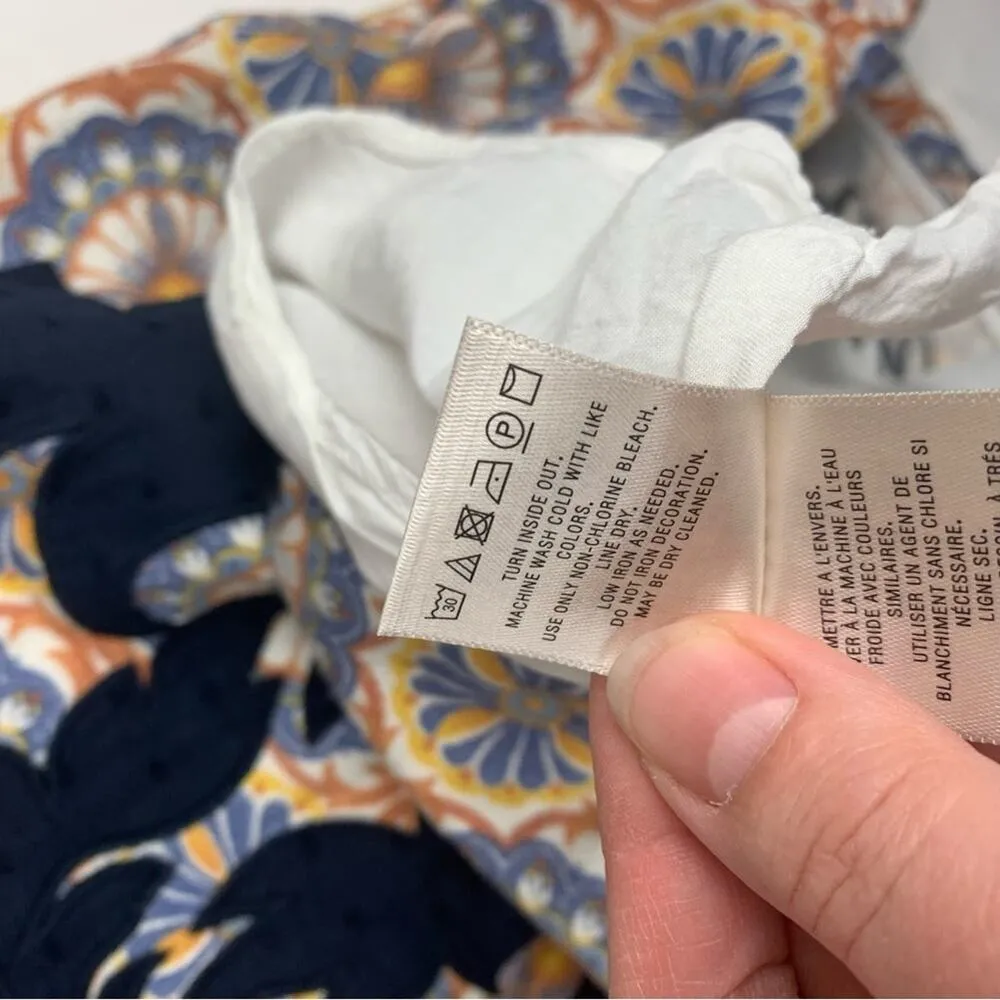 30 P
TURN INSIDE OUT.
MACHINE WASH COLD WITH LIKE
COLORS.
USE ONLY NON-CHLORINE BLEACH.
LINE DRY.
LOW IRON AS NEEDED.
DO NOT IRON DECORATION.
MAY BE DRY CLEANED.
METTRE A L'ENVERS.
À LA MACHINE À L'EAU
FROIDE AVEC COULEURS
SIMILAIRES.
UTILISER UN AGENT DE
BLANCHIMENT SANS CHLORE SI
NÉCESSAIRE.
LIGNE SEC.
À TRÉS